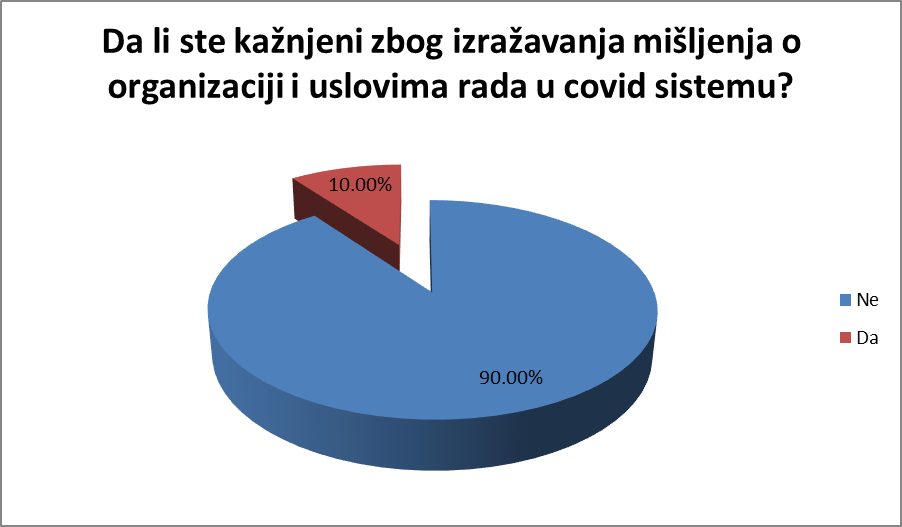 Da li ste kažnjeni zbog izražavanja mišljenja o
organizaciji i uslovima rada u covid sistemu?
10.00%
90.00%
Ne
Da